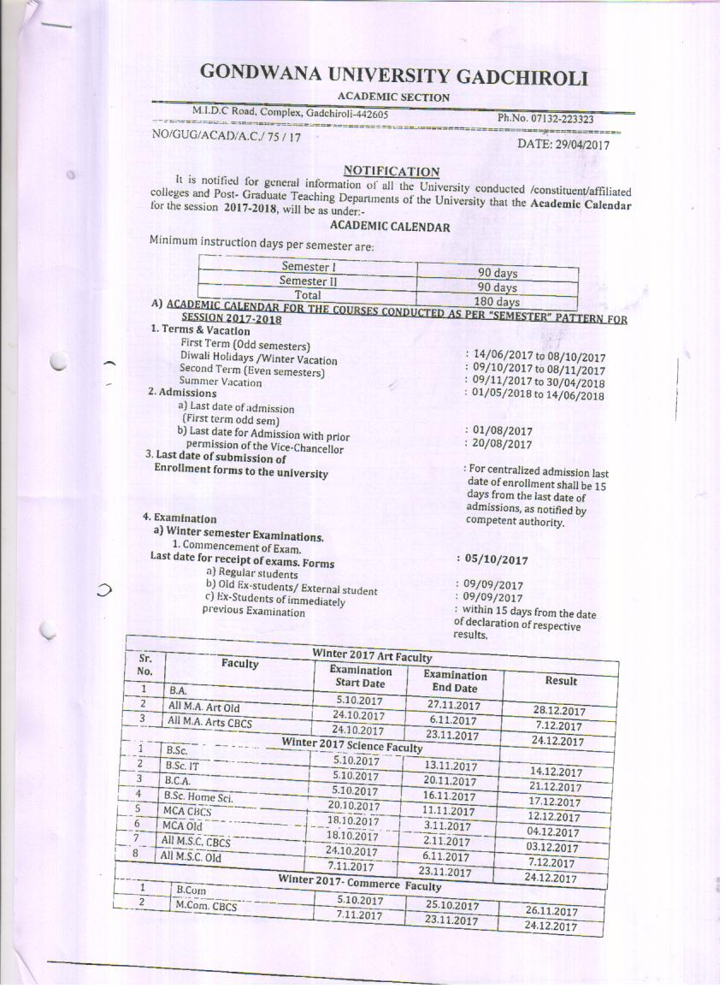 GONDWANA UNIVERSITY GADCHIROLI
ACADEMIC SECTION
M.I.D.C Road, Complex, Gadchiroli-442605 Ph.No. 07132-223323
NO/GUG/ACAD/A.C./ 75 / 17 DATE: 29/04/2017
NOTIFICATION
It is notified for general information of all the University conducted /constituent/affiliated
colleges and Post- Graduate Teaching Departments of the University that the Academic Calendar
for the session 2017-2018, will be as under:-
ACADEMIC CALENDAR
Minimum instruction days per semester are:
Semester I 90 days
Semester II 90 days
Total 180 days
A) ACADEMIC CALENDAR FOR THE COURSES CONDUCTED AS PER "SEMESTER" PATTERN FOR
SESSION 2017-2018
1. Terms & Vacation
First Term (Odd semesters) : 14/06/2017 to 08/10/2017
Diwali Holidays /Winter Vacation : 09/10/2017 to 08/11/2017
Second Term (Even semesters) : 09/11/2017 to 30/04/2018
Summer Vacation : 01/05/2018 to 14/06/2018
2. Admissions
a) Last date of admission
(First term odd sem) : 01/08/2017
b) Last date for Admission with prior : 20/08/2017
permission of the Vice-Chancellor
3. Last date of submission of
Enrollment forms to the university : For centralized admission last
date of enrollment shall be 15
days from the last date of
admissions, as notified by
competent authority.
4. Examination
a) Winter semester Examinations.
1. Commencement of Exam. : 05/10/2017
Last date for receipt of exams. Forms
a) Regular students : 09/09/2017
b) Old Ex-students/ External student : 09/09/2017
c) Ex-Students of immediately : within 15 days from the date
previous Examination of declaration of respective
results.
Winter 2017 Art Faculty
Sr. No. Faculty Examination Start Date Examination End Date Result
1 B.A. 5.10.2017 27.11.2017 28.12.2017
2 All M.A. Art Old 24.10.2017 6.11.2017 7.12.2017
3 All M.A. Arts CBCS 24.10.2017 23.11.2017 24.12.2017
Winter 2017 Science Faculty
1 B.Sc. 5.10.2017 13.11.2017 14.12.2017
2 B.Sc. IT 5.10.2017 20.11.2017 21.12.2017
3 B.C.A. 5.10.2017 16.11.2017 17.12.2017
4 B.Sc. Home Sci. 20.10.2017 11.11.2017 12.12.2017
5 MCA CBCS 18.10.2017 3.11.2017 04.12.2017
6 MCA Old 18.10.2017 2.11.2017 03.12.2017
7 All M.S.C. CBCS 24.10.2017 6.11.2017 7.12.2017
8 All M.S.C. Old 7.11.2017 23.11.2017 24.12.2017
Winter 2017- Commerce Faculty
1 B.Com 5.10.2017 25.10.2017 26.11.2017
2 M.Com. CBCS 7.11.2017 23.11.2017 24.12.2017